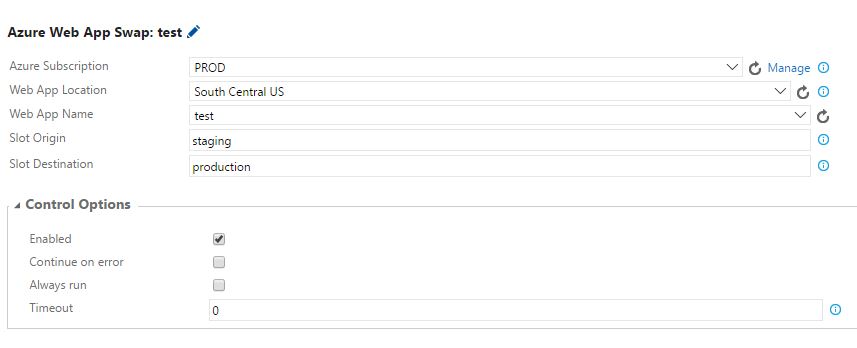 Azure Web App Swap: test
Azure Subscription PROD Manage
Web App Location South Central US
Web App Name test
Slot Origin staging
Slot Destination production
Control Options
Enabled
Continue on error
Always run
Timeout 0